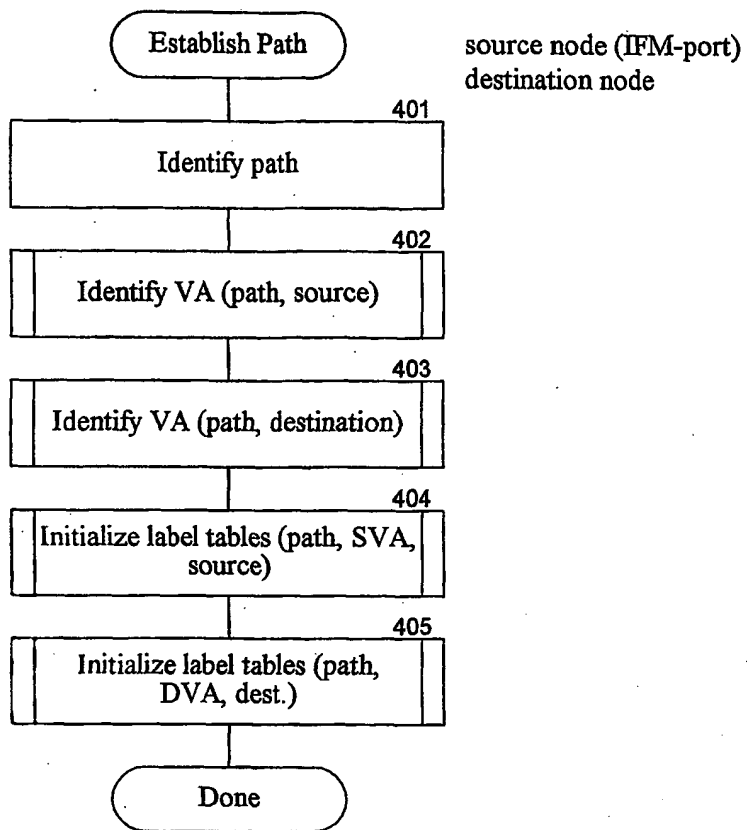 Establish Path
source node (IFM-port)
destination node
401
Identify path
402
Identify VA (path, source)
403
Identify VA (path, destination)
404
Initialize label tables (path, SVA,
source)
405
Initialize label tables (path,
DVA, dest.)
Done